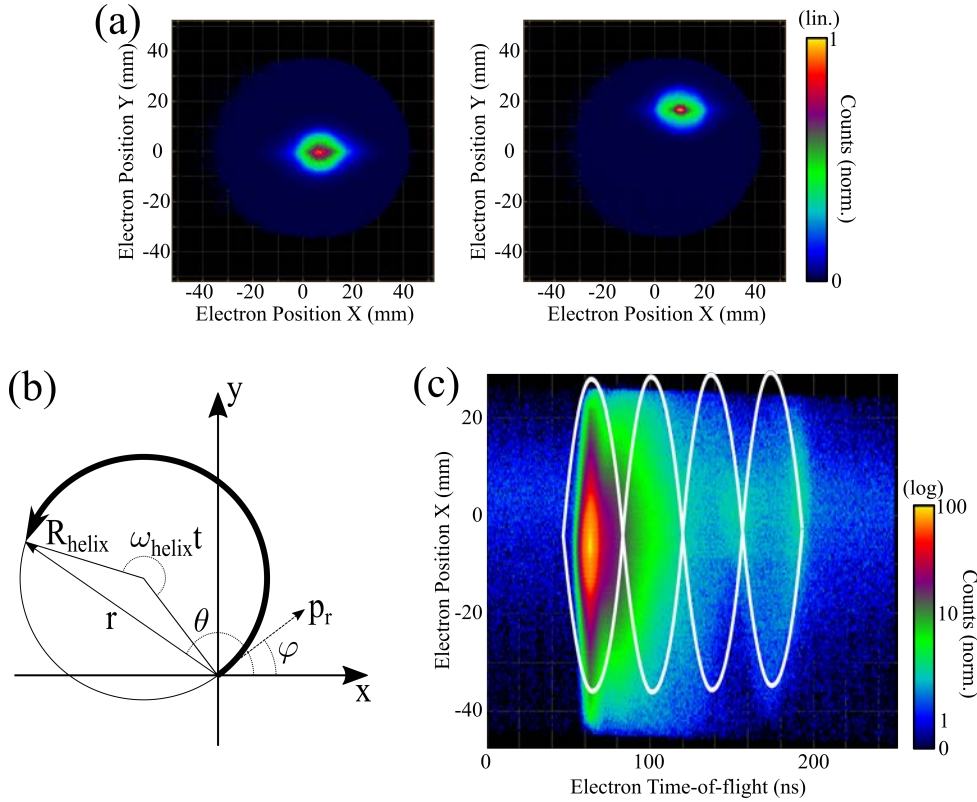 (a)
(lin.)
Electron Position Y (mm)
40
20
0
-20
-40
-40 -20 0 20 40
Electron Position X (mm)
Electron Position Y (mm)
40
20
0
-20
-40
-40 -20 0 20 40
Electron Position X (mm)
1
0
Counts (norm.)
(b)
y
R_helix
ω_helix t
r
θ
p_r
φ
x
(c)
Electron Position X (mm)
20
0
-20
-40
0 100 200
Electron Time-of-flight (ns)
(log)
100
10
1
0
Counts (norm.)